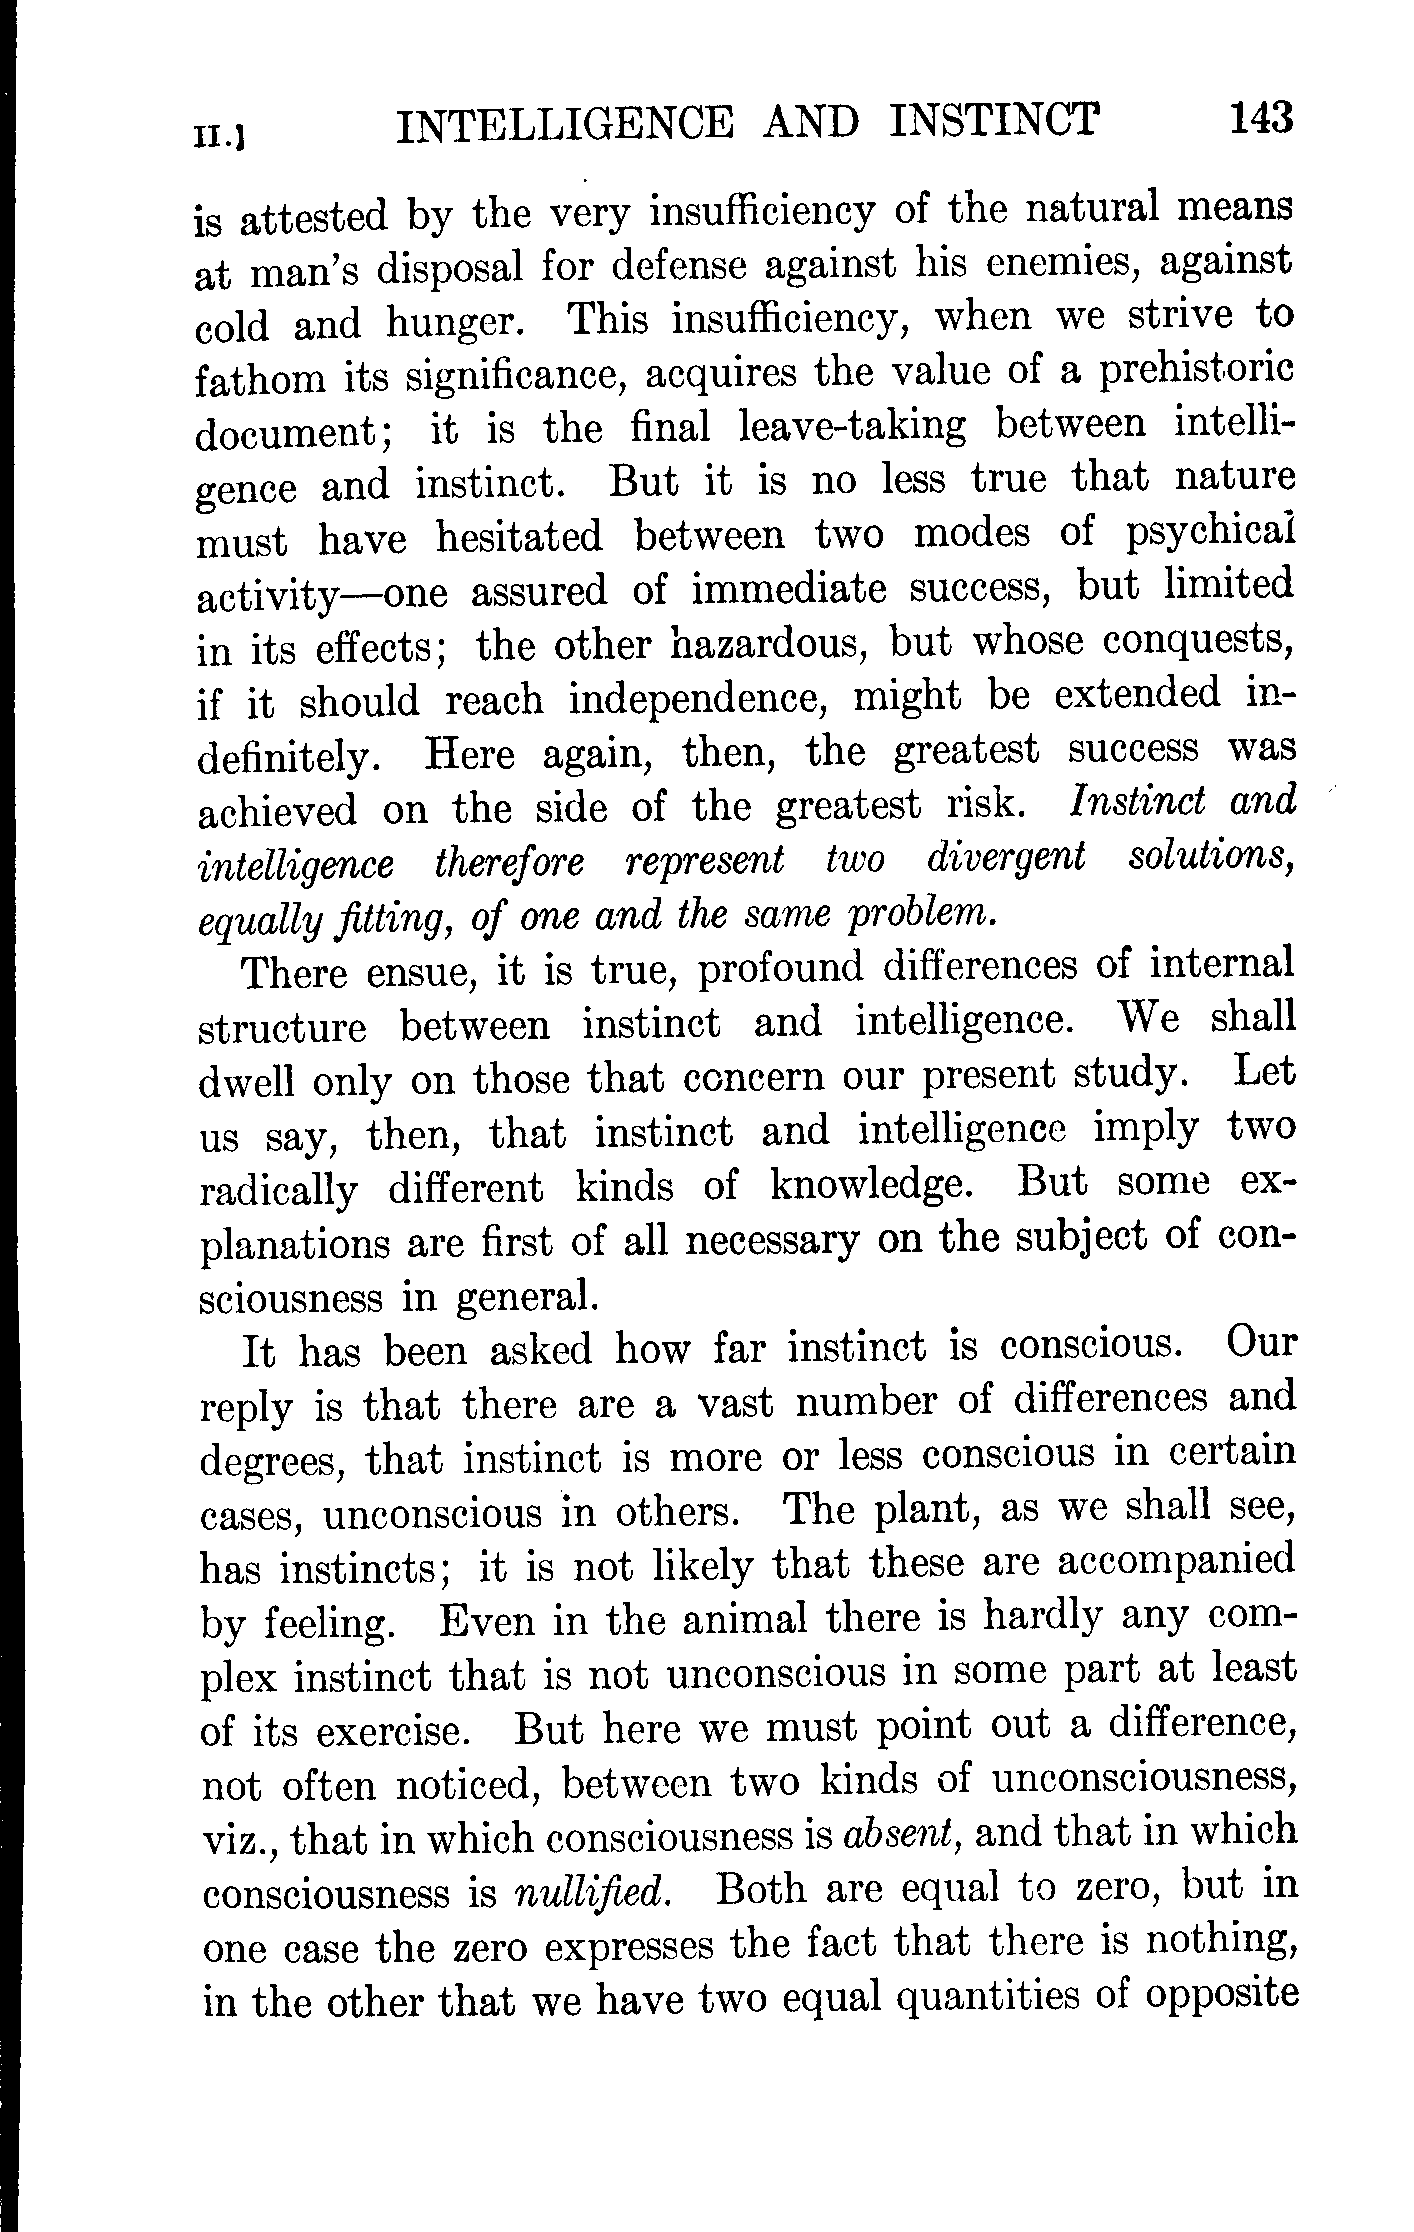 II.] INTELLIGENCE AND INSTINCT 143
is attested by the very insufficiency of the natural means
at man's disposal for defense against his enemies, against
cold and hunger. This insufficiency, when we strive to
fathom its significance, acquires the value of a prehistoric
document; it is the final leave-taking between intelli-
gence and instinct. But it is no less true that nature
must have hesitated between two modes of psychical
activity—one assured of immediate success, but limited
in its effects; the other hazardous, but whose conquests,
if it should reach independence, might be extended in-
definitely. Here again, then, the greatest success was
achieved on the side of the greatest risk. Instinct and
intelligence therefore represent two divergent solutions,
equally fitting, of one and the same problem.
There ensue, it is true, profound differences of internal
structure between instinct and intelligence. We shall
dwell only on those that concern our present study. Let
us say, then, that instinct and intelligence imply two
radically different kinds of knowledge. But some ex-
planations are first of all necessary on the subject of con-
sciousness in general.
It has been asked how far instinct is conscious. Our
reply is that there are a vast number of differences and
degrees, that instinct is more or less conscious in certain
cases, unconscious in others. The plant, as we shall see,
has instincts; it is not likely that these are accompanied
by feeling. Even in the animal there is hardly any com-
plex instinct that is not unconscious in some part at least
of its exercise. But here we must point out a difference,
not often noticed, between two kinds of unconsciousness,
viz., that in which consciousness is absent, and that in which
consciousness is nullified. Both are equal to zero, but in
one case the zero expresses the fact that there is nothing,
in the other that we have two equal quantities of opposite